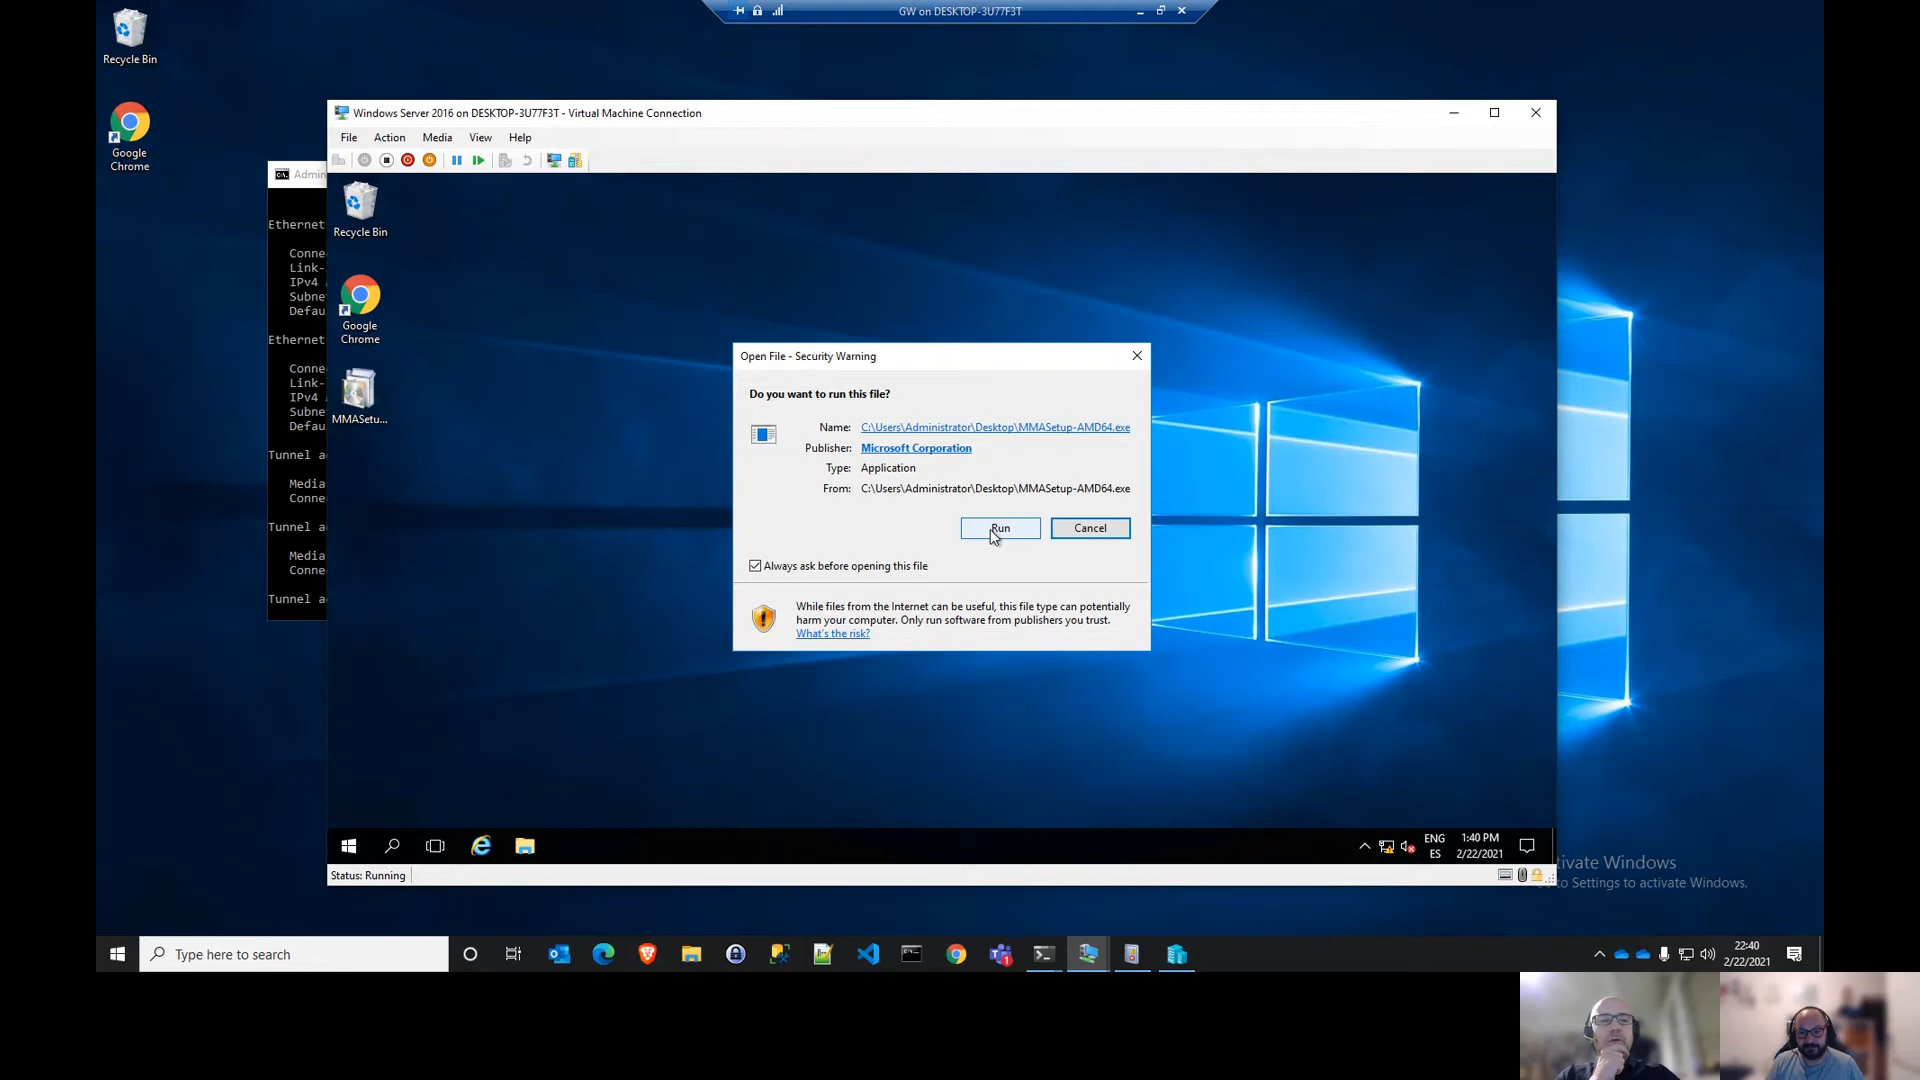 GW on DESKTOP-3U77F3T
Recycle Bin
Google
Chrome
Windows Server 2016 on DESKTOP-3U77F3T - Virtual Machine Connection
File Action Media View Help
Admin
Ethernet
Conne
Link-
IPv4
Subne
Defau
Ethernet
Conne
Link-
IPv4
Subne
Defau
Tunnel a
Media
Conne
Tunnel a
Media
Conne
Tunnel a
Recycle Bin
Google
Chrome
MMASetu...
Open File - Security Warning
Do you want to run this file?
Name: C:\Users\Administrator\Desktop\MMASetup-AMD64.exe
Publisher: Microsoft Corporation
Type: Application
From: C:\Users\Administrator\Desktop\MMASetup-AMD64.exe
Run Cancel
Always ask before opening this file
While files from the Internet can be useful, this file type can potentially
harm your computer. Only run software from publishers you trust.
What's the risk?
ENG
ES
1:40 PM
2/22/2021
Status: Running
tivate Windows
to Settings to activate Windows.
Type here to search
22:40
2/22/2021